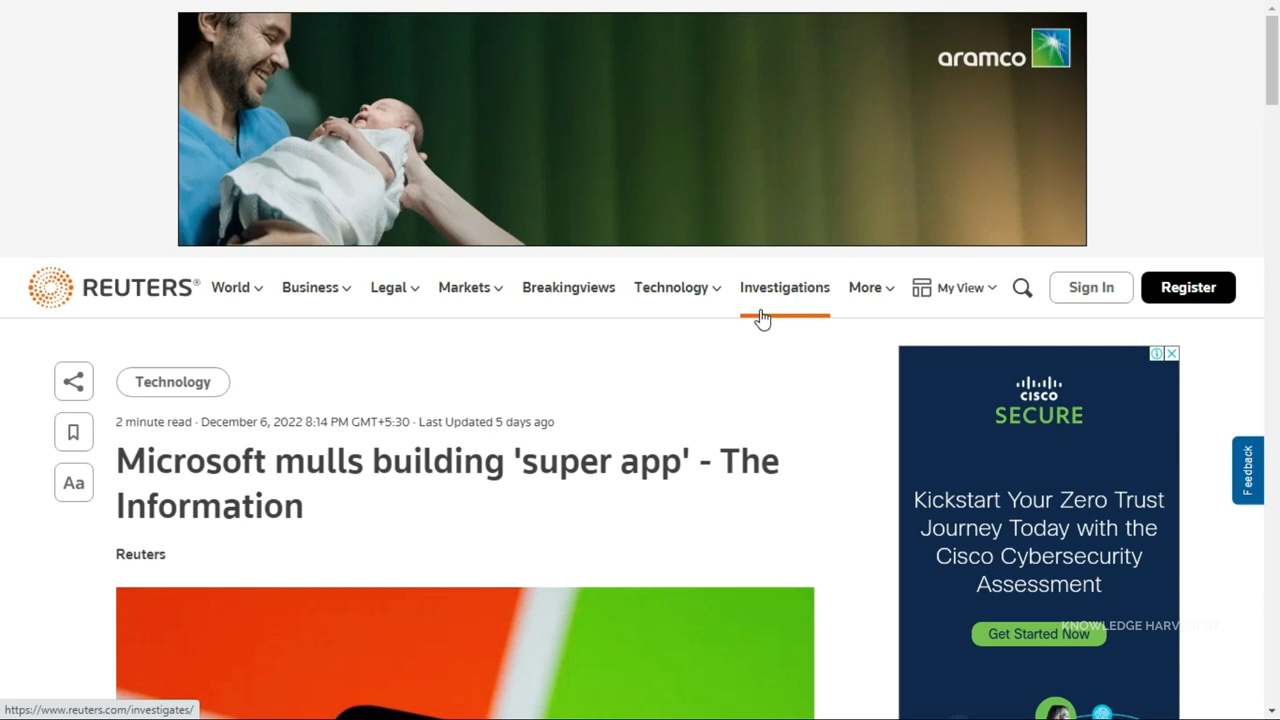 aramco
REUTERS®
World
Business
Legal
Markets
Breakingviews
Technology
Investigations
More
My View
Sign In
Register
Technology
2 minute read · December 6, 2022 8:14 PM GMT+5:30 · Last Updated 5 days ago
Microsoft mulls building 'super app' - The
Information
Reuters
Aa
CISCO
SECURE
Kickstart Your Zero Trust
Journey Today with the
Cisco Cybersecurity
Assessment
Get Started Now
KNOWLEDGE
Feedback
https://www.reuters.com/investigates/